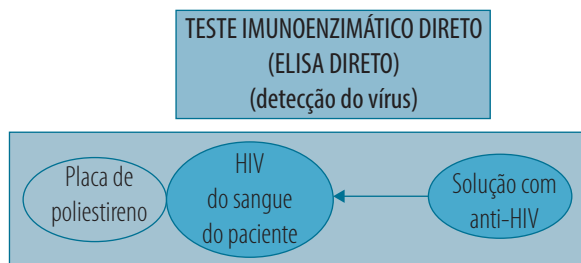 TESTE IMUNOENZIMÁTICO DIRETO
(ELISA DIRETO)
(detecção do vírus)
Placa de
poliestireno
HIV
do sangue
do paciente
Solução com
anti-HIV